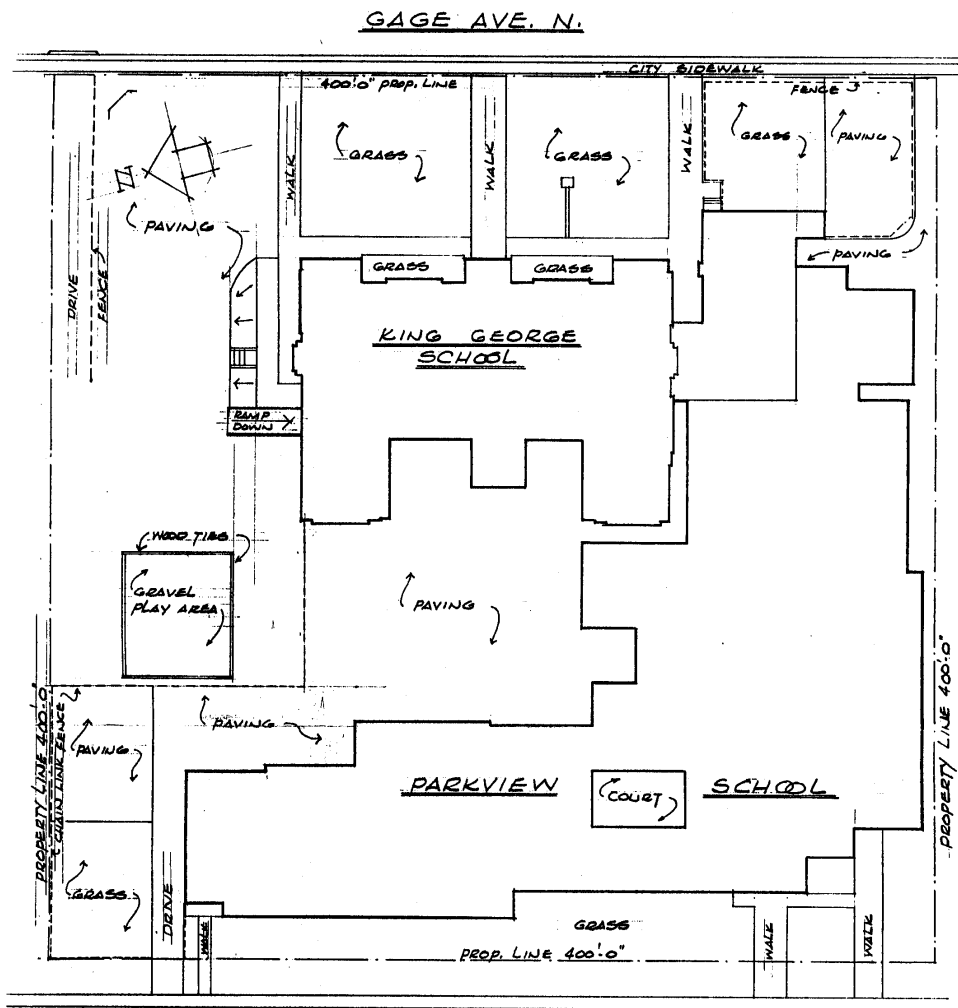 GAGE AVE. N.
CITY SIDEWALK
400'-0" PROP. LINE
FENCE
GRASS
GRASS
GRASS
PAVING
WALK
WALK
WALK
PAVING
DRIVE
FENCE
PAVING
GRASS
GRASS
KING GEORGE
SCHOOL
RAMP
DOWN
WOOD TIES
GRAVEL
PLAY AREA
PAVING
PROPERTY LINE 400'-0"
CHAIN LINK FENCE
PAVING
PAVING
PROPERTY LINE 400'-0"
PARKVIEW SCHOOL
COURT
GRASS
DRIVE
WALK
GRASS
PROP. LINE 400'-0"
WALK
WALK